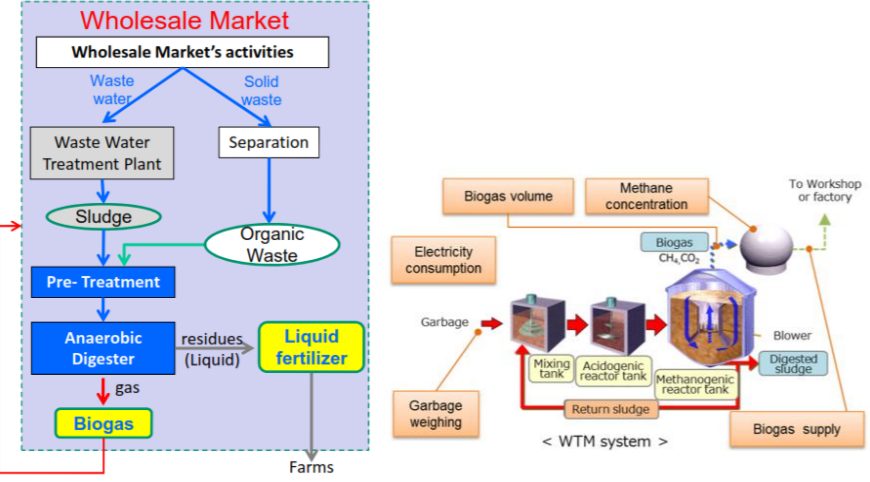 Wholesale Market
Wholesale Market's activities
Waste
water
Solid
waste
Waste Water
Treatment Plant
Separation
Sludge
Organic
Waste
Pre- Treatment
Anaerobic
Digester
residues
(Liquid)
Liquid
fertilizer
gas
Biogas
Farms
Biogas volume
Methane
concentration
To Workshop
or factory
Electricity
consumption
Biogas
CH₄,CO₂
Garbage
Blower
Mixing
tank
Acidogenic
reactor tank
Methanogenic
reactor tank
Digested
sludge
Return sludge
Garbage
weighing
Biogas supply
< WTM system >